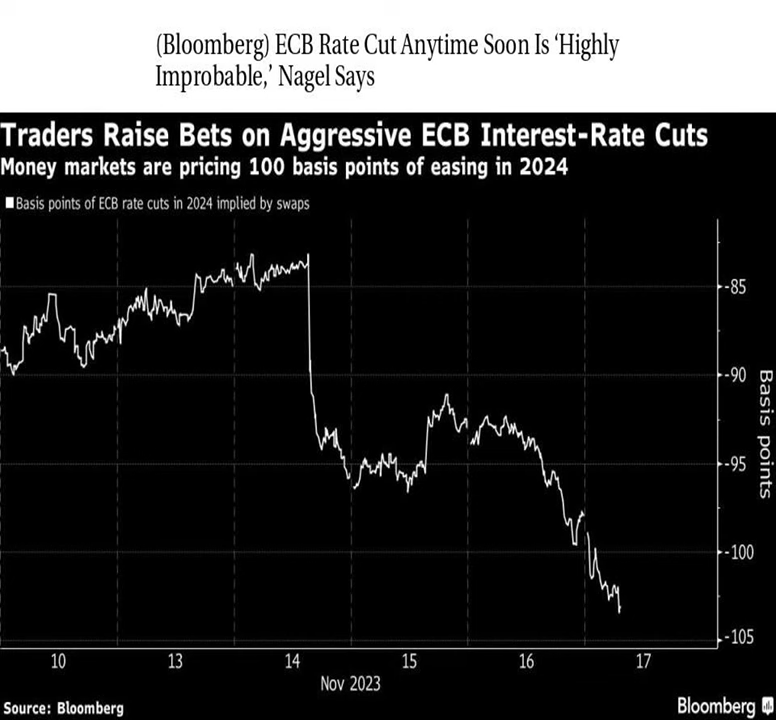 (Bloomberg) ECB Rate Cut Anytime Soon Is ‘Highly
Improbable,’ Nagel Says
Traders Raise Bets on Aggressive ECB Interest-Rate Cuts
Money markets are pricing 100 basis points of easing in 2024
Basis points of ECB rate cuts in 2024 implied by swaps
-85
-90
-95
-100
-105
Basis points
10 13 14 15 16 17
Nov 2023
Source: Bloomberg
Bloomberg